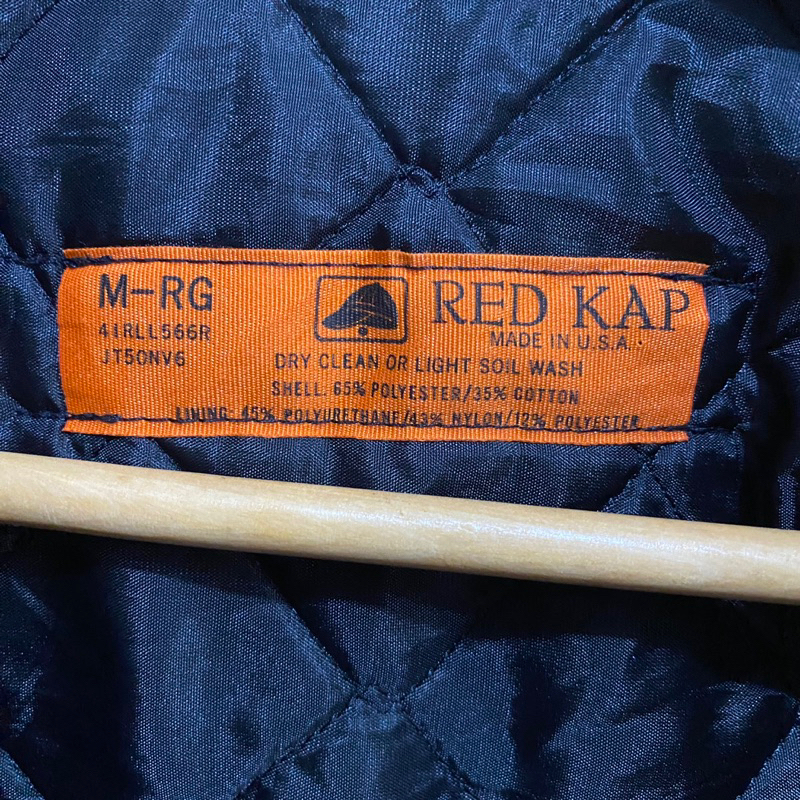 M-RG
41RLL566R
JT50NV6
RED KAP
MADE IN U.S.A.
DRY CLEAN OR LIGHT SOIL WASH
SHELL: 65% POLYESTER/35% COTTON
LINING: 45% POLYURETHANE/43% NYLON/12% POLYESTER